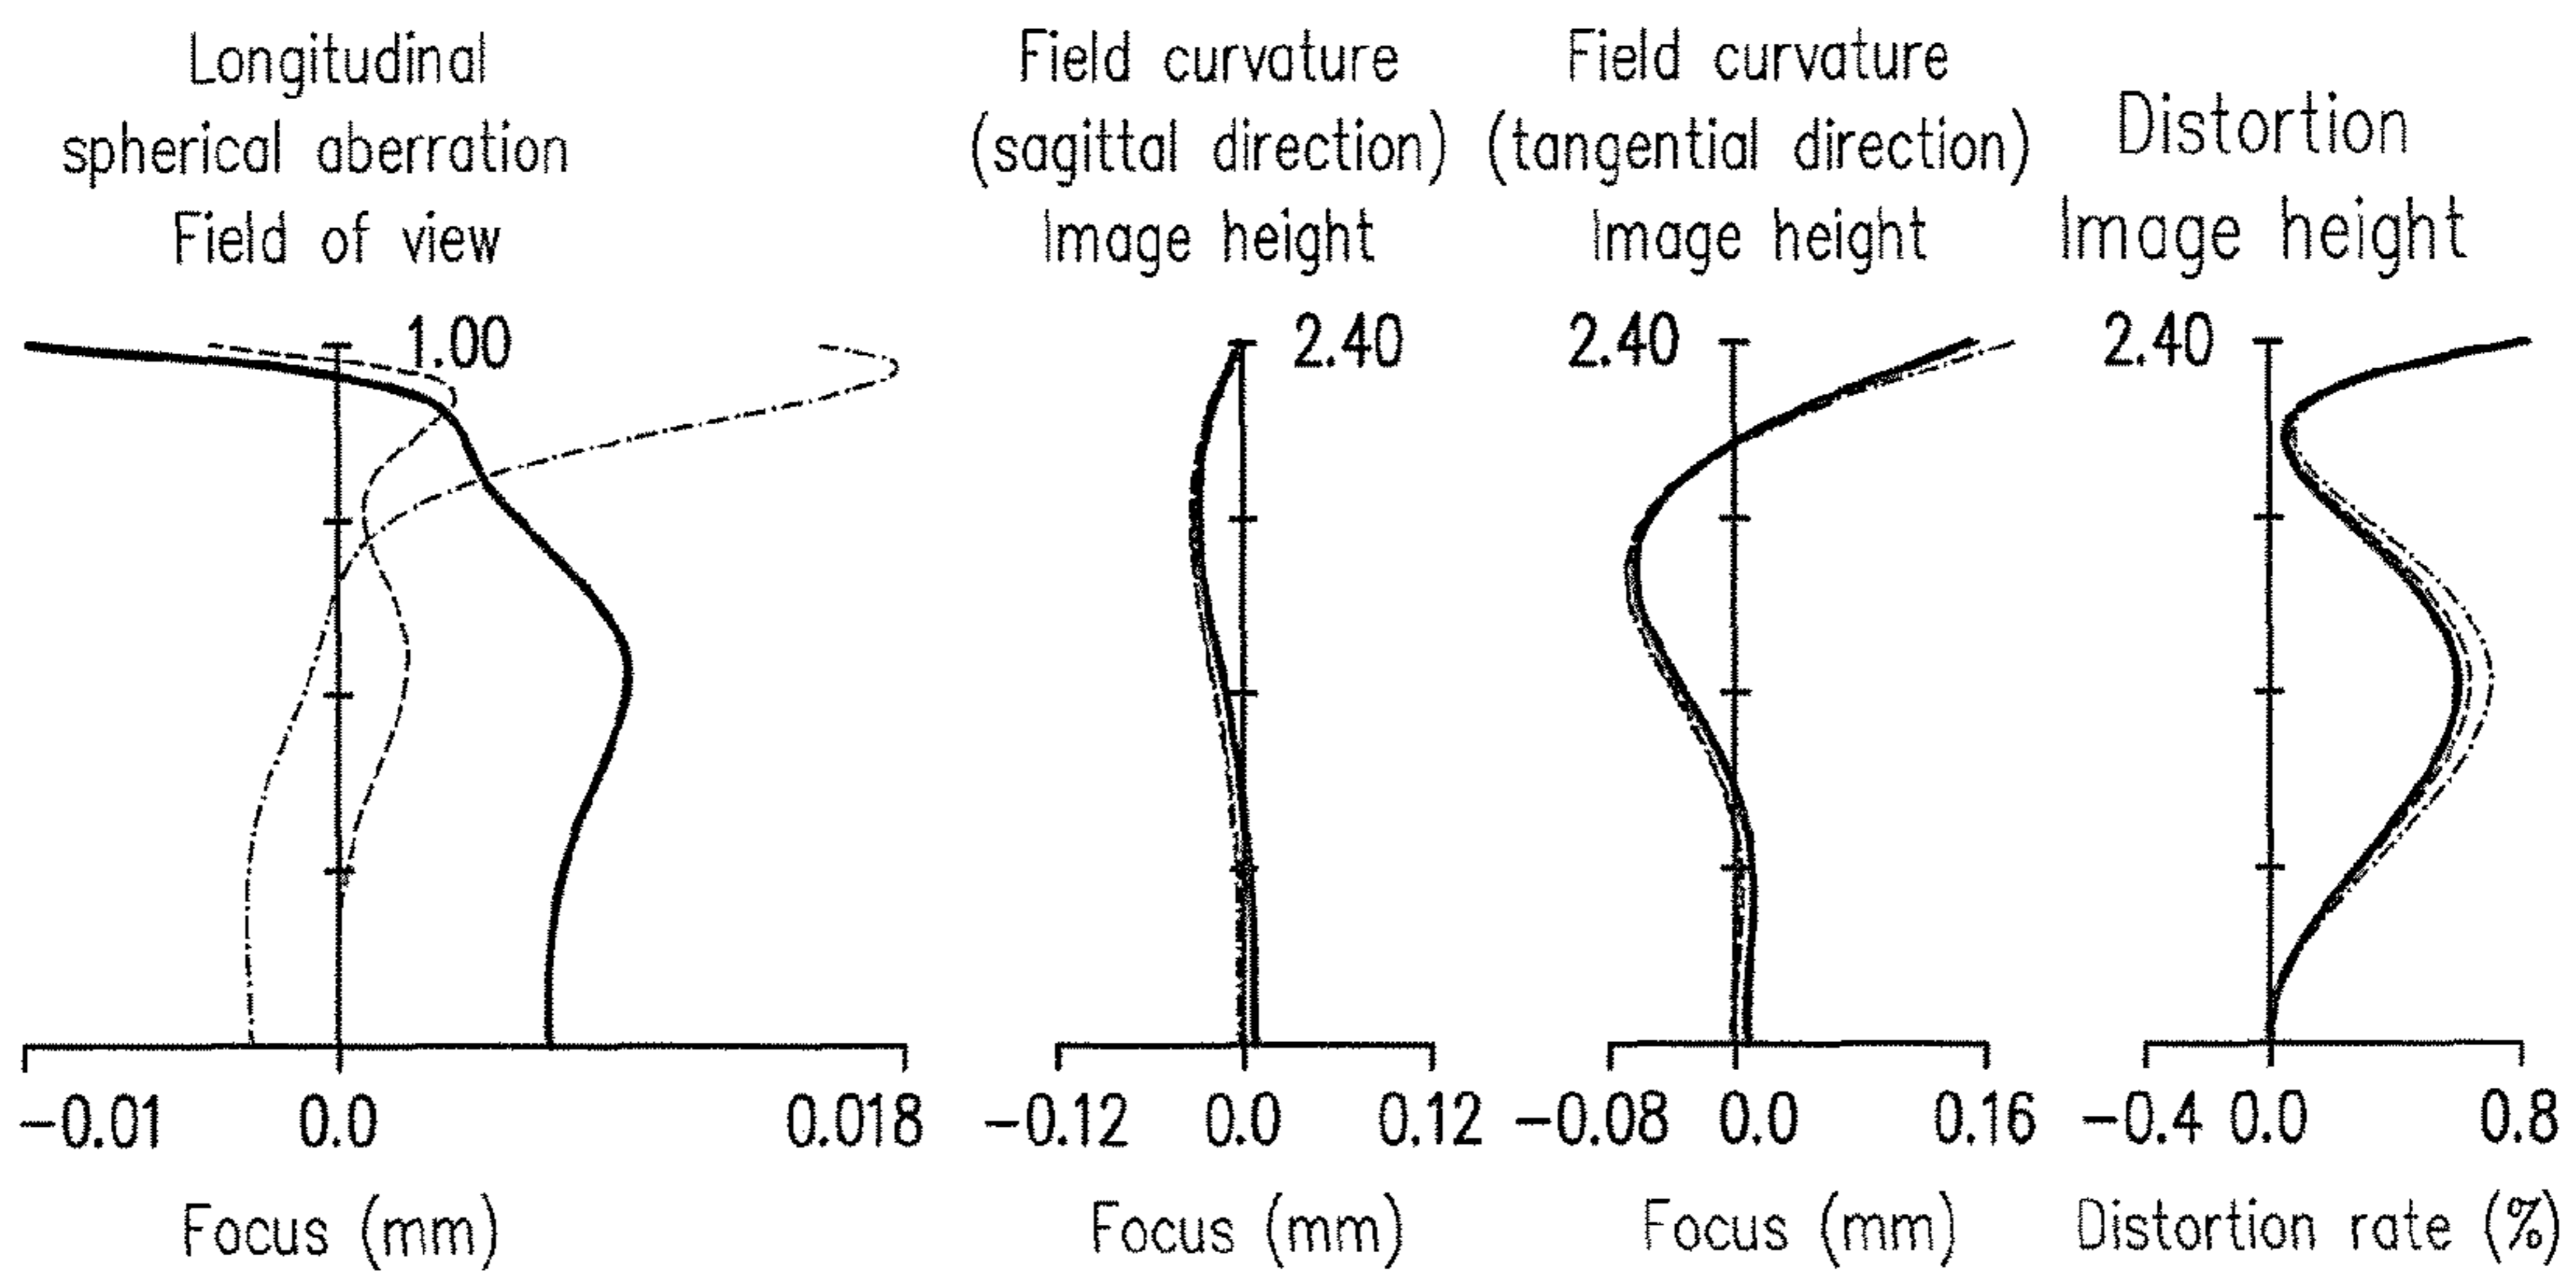 Longitudinal
spherical aberration
Field of view
1.00
-0.01
0.0
0.018
Focus (mm)
Field curvature
(sagittal direction)
Image height
2.40
-0.12
0.0
0.12
Focus (mm)
Field curvature
(tangential direction)
Image height
2.40
-0.08
0.0
0.16
Focus (mm)
Distortion
Image height
2.40
-0.4
0.0
0.8
Distortion rate (%)